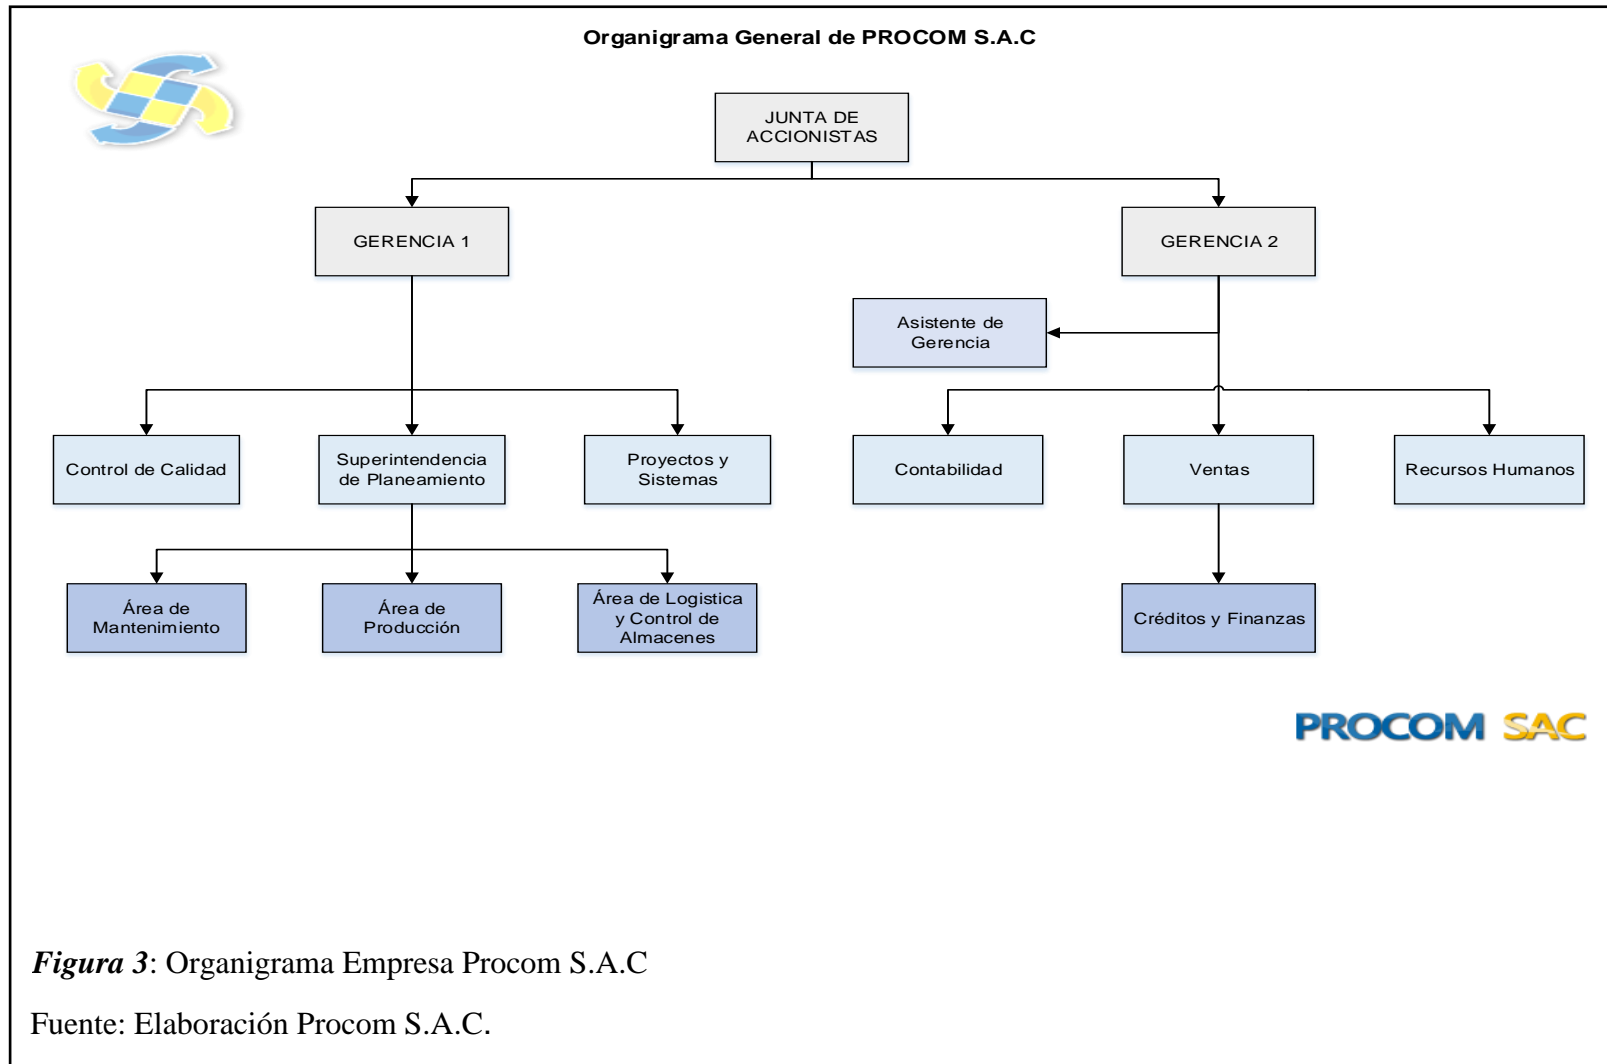 Organigrama General de PROCOM S.A.C
JUNTA DE
ACCIONISTAS
GERENCIA 1
GERENCIA 2
Asistente de
Gerencia
Control de Calidad
Superintendencia
de Planeamiento
Proyectos y
Sistemas
Contabilidad
Ventas
Recursos Humanos
Área de
Mantenimiento
Área de
Producción
Área de Logistica
y Control de
Almacenes
Créditos y Finanzas
PROCOM SAC
Figura 3: Organigrama Empresa Procom S.A.C
Fuente: Elaboración Procom S.A.C.